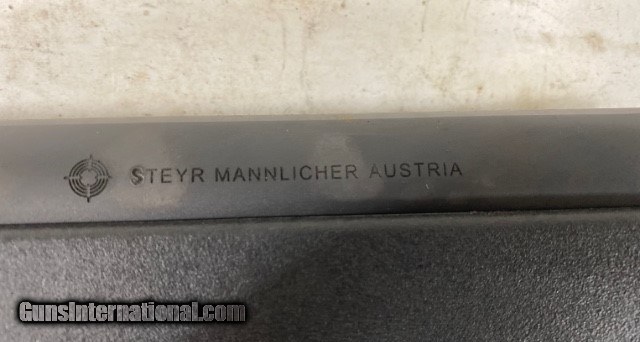 STEYR MANNLICHER AUSTRIA
GunsInternational.com